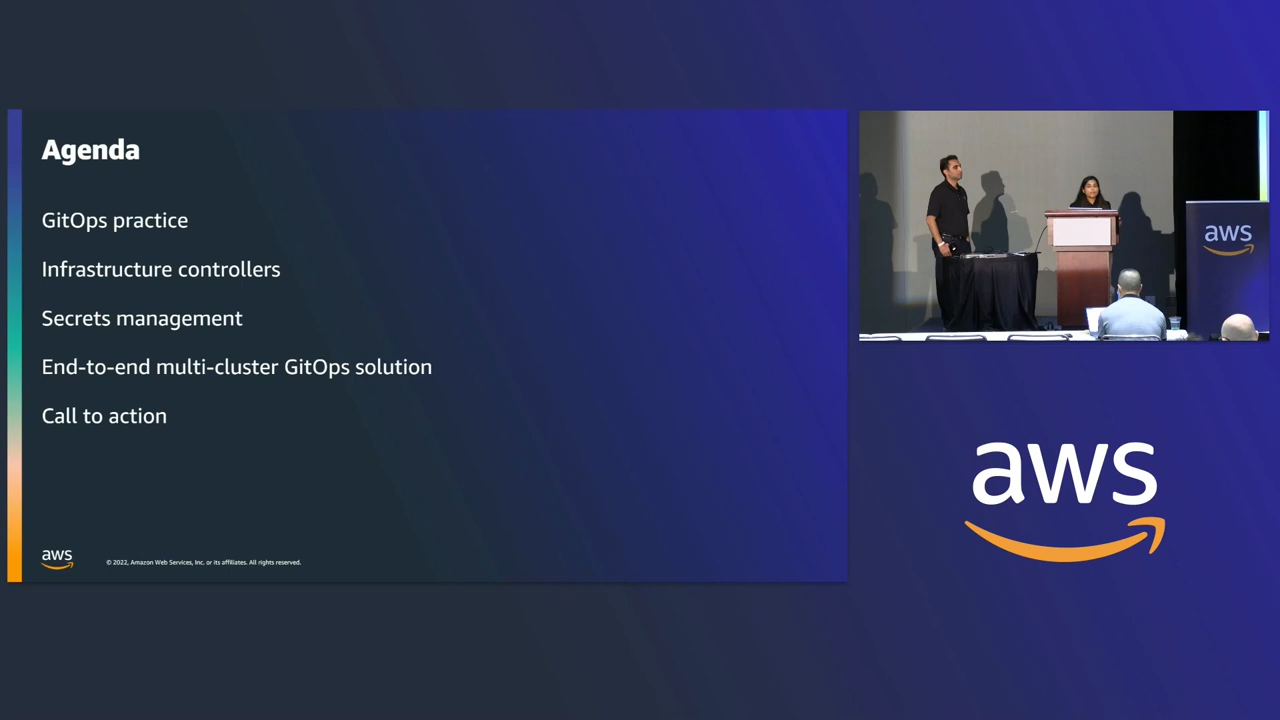 Agenda
GitOps practice
Infrastructure controllers
Secrets management
End-to-end multi-cluster GitOps solution
Call to action
aws
© 2022, Amazon Web Services, Inc. or its affiliates. All rights reserved.
aws
aws